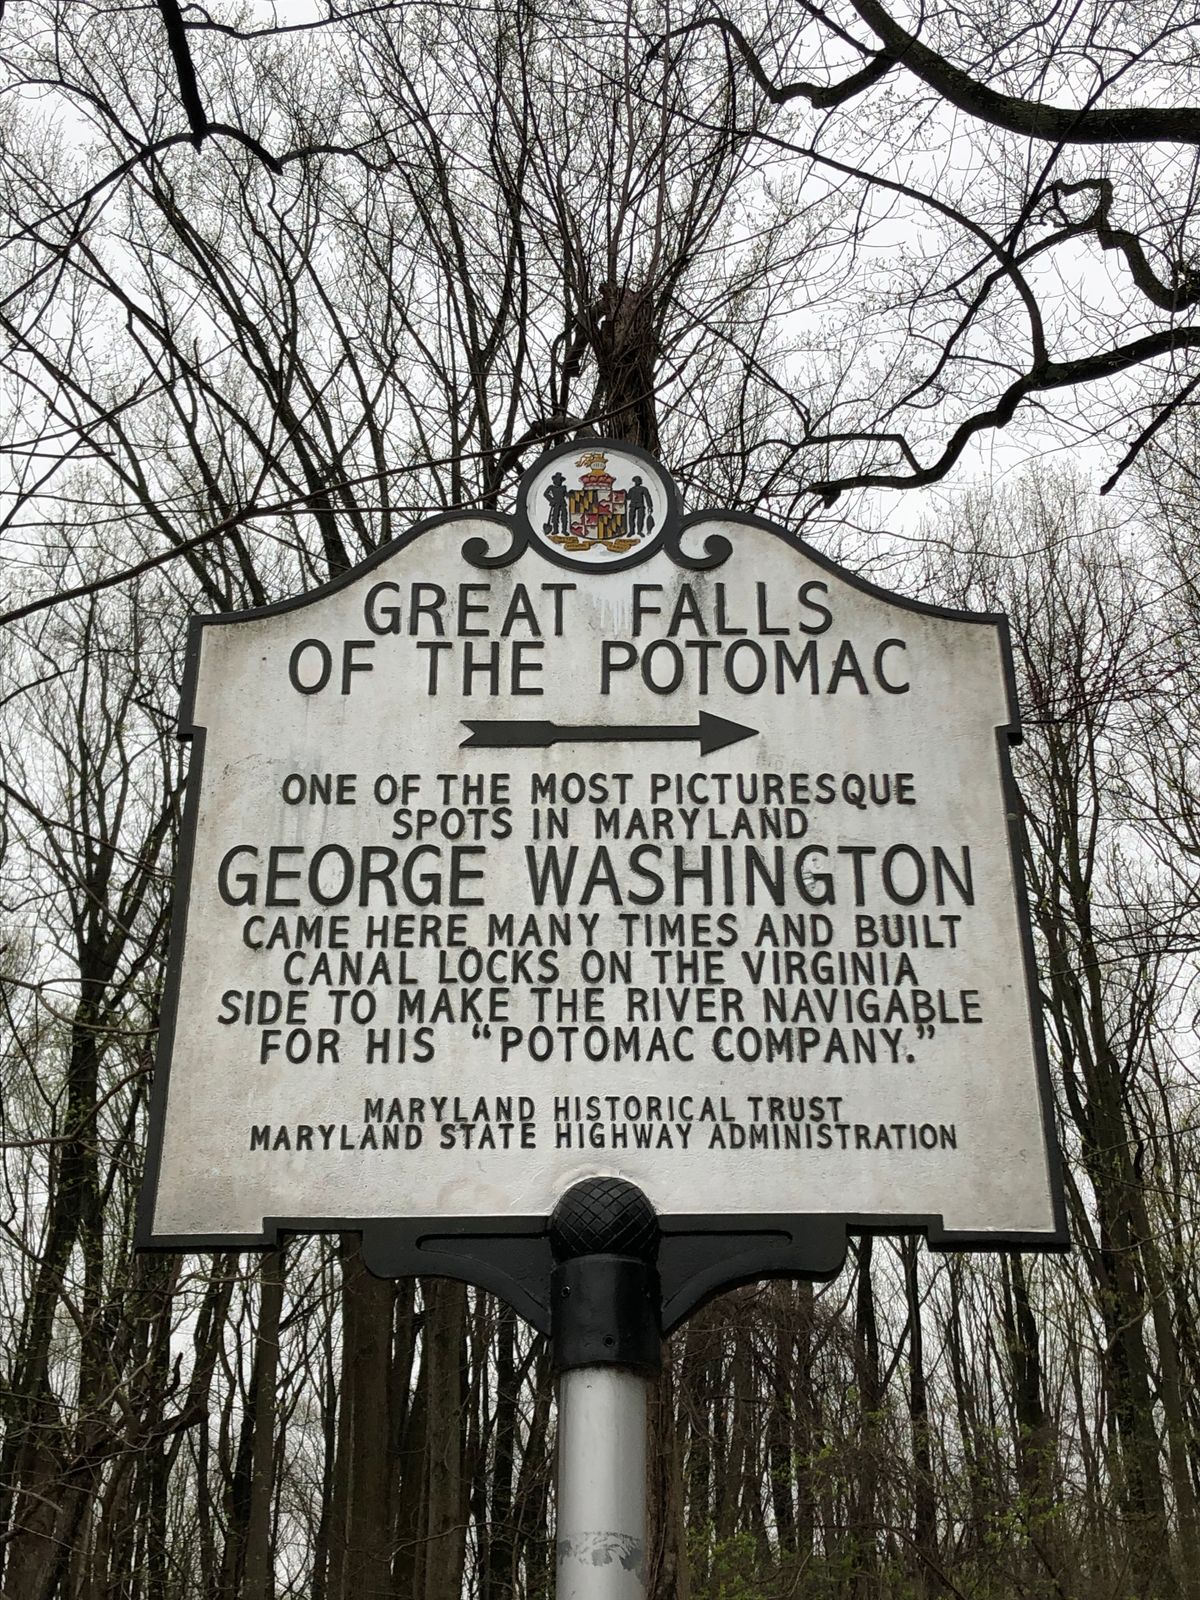 GREAT FALLS
OF THE POTOMAC
ONE OF THE MOST PICTURESQUE
SPOTS IN MARYLAND
GEORGE WASHINGTON
CAME HERE MANY TIMES AND BUILT
CANAL LOCKS ON THE VIRGINIA
SIDE TO MAKE THE RIVER NAVIGABLE
FOR HIS “POTOMAC COMPANY.”
MARYLAND HISTORICAL TRUST
MARYLAND STATE HIGHWAY ADMINISTRATION